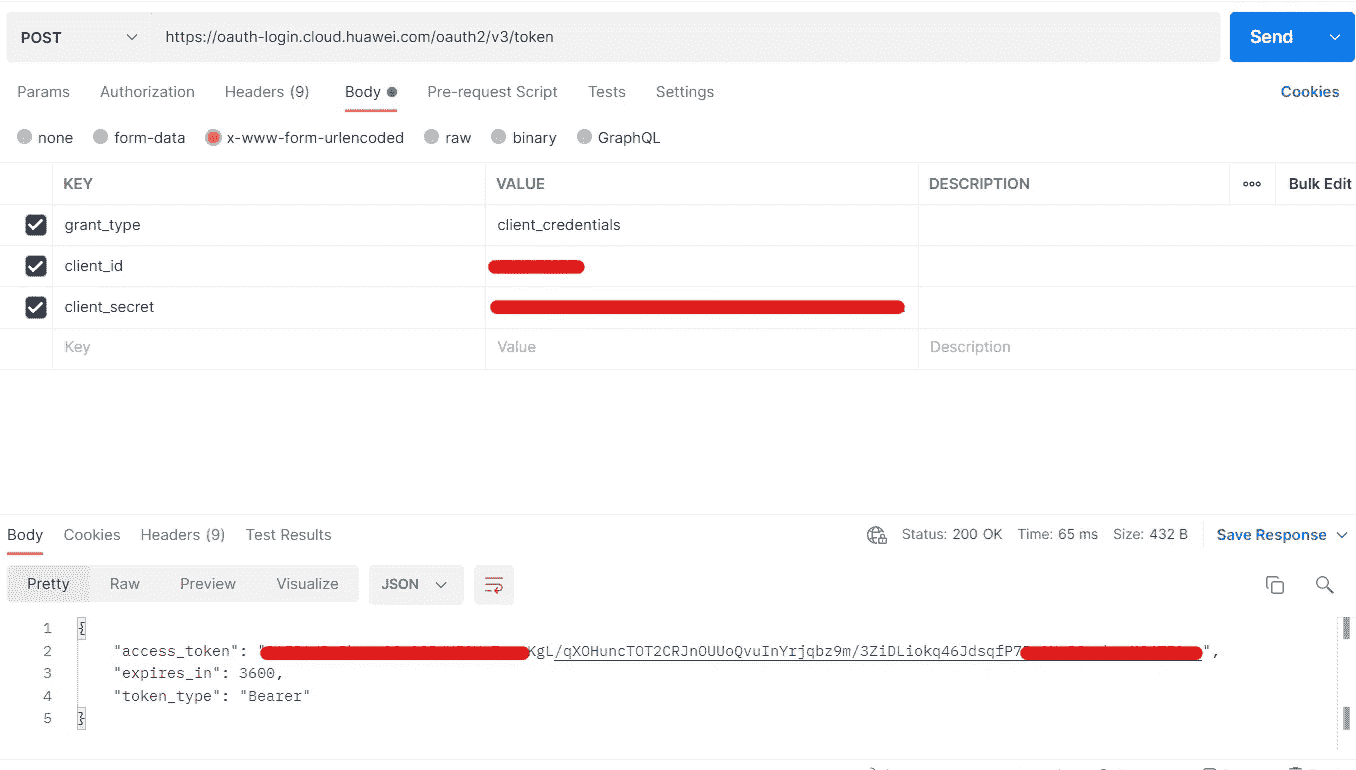 POST https://oauth-login.cloud.huawei.com/oauth2/v3/token Send
Params Authorization Headers (9) Body Pre-request Script Tests Settings Cookies
none form-data x-www-form-urlencoded raw binary GraphQL
KEY VALUE DESCRIPTION ooo Bulk Edit
grant_type client_credentials
client_id
client_secret
Key Value Description
Body Cookies Headers (9) Test Results Status: 200 OK Time: 65 ms Size: 432 B Save Response
Pretty Raw Preview Visualize JSON
1 {
2 "access_token": "KgL/qXOHuncTOT2CRJnOUUoQvuInYrjqbz9m/3ZiDLiokq46JdsqfP7",
3 "expires_in": 3600,
4 "token_type": "Bearer"
5 }